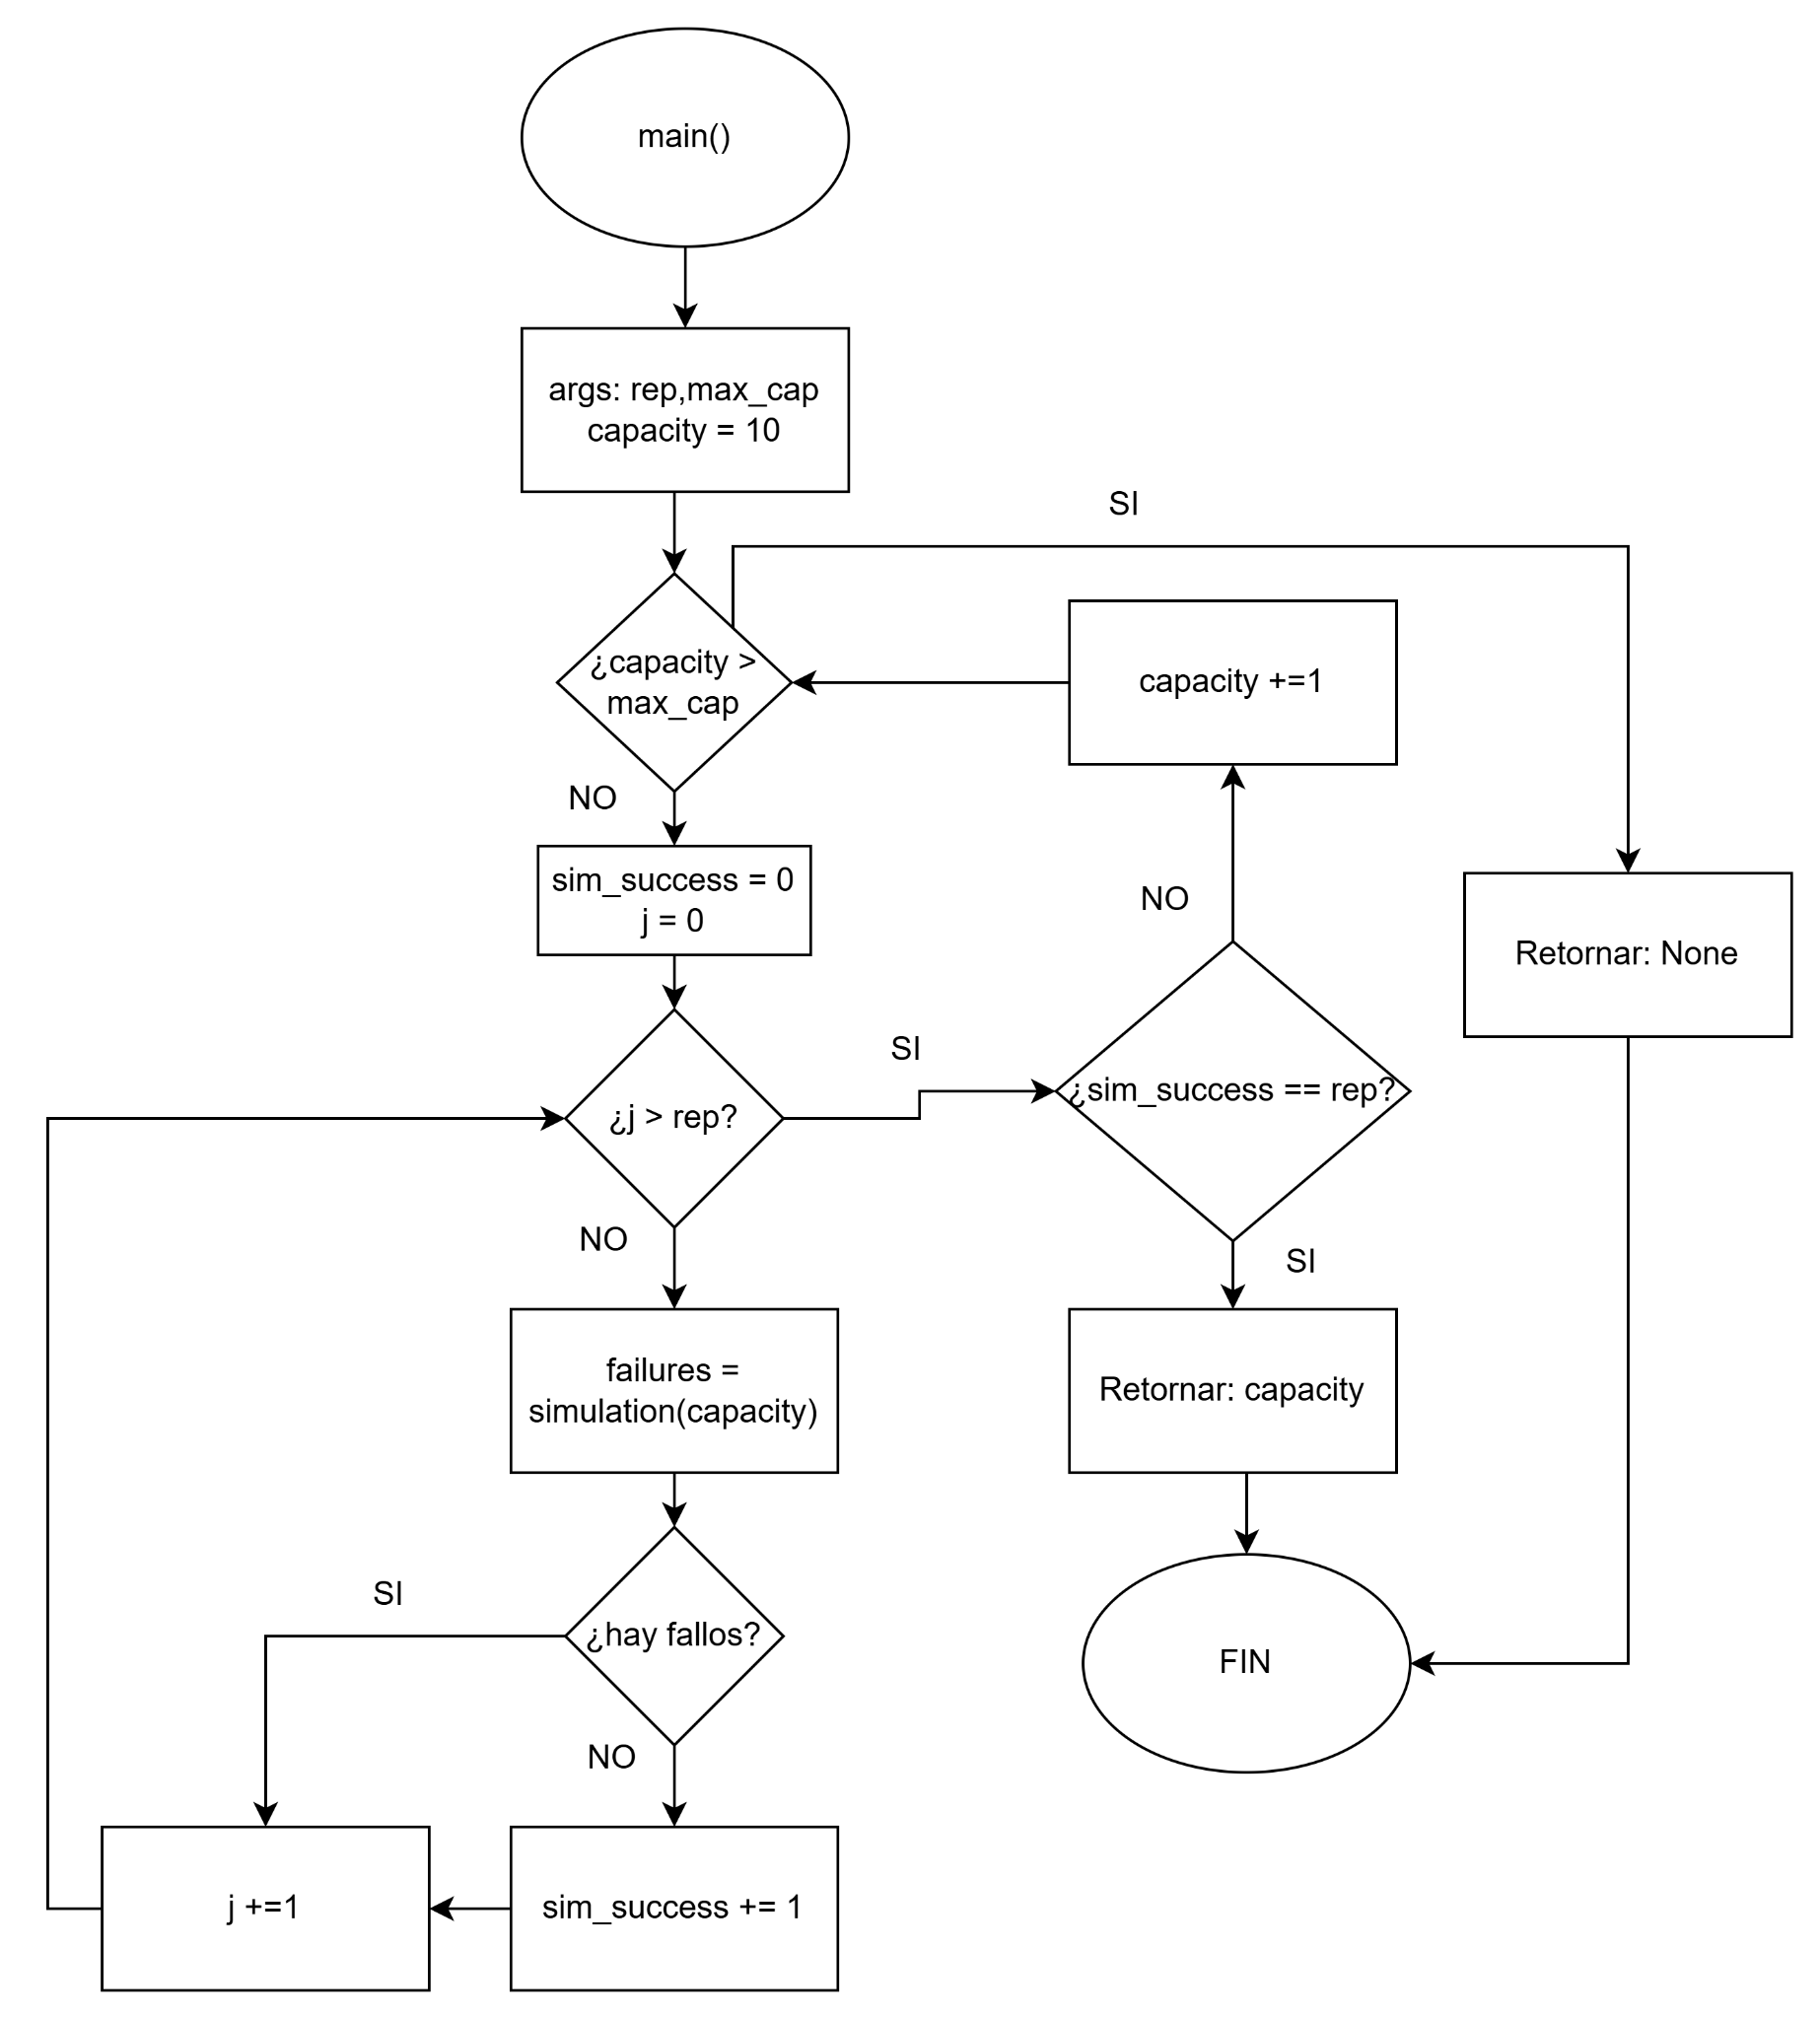 main()
args: rep,max_cap
capacity = 10
SI
¿capacity >
max_cap
capacity +=1
NO
sim_success = 0
j = 0
NO
Retornar: None
SI
¿j > rep?
¿sim_success == rep?
NO
SI
failures =
simulation(capacity)
Retornar: capacity
SI
¿hay fallos?
FIN
NO
j +=1
sim_success += 1